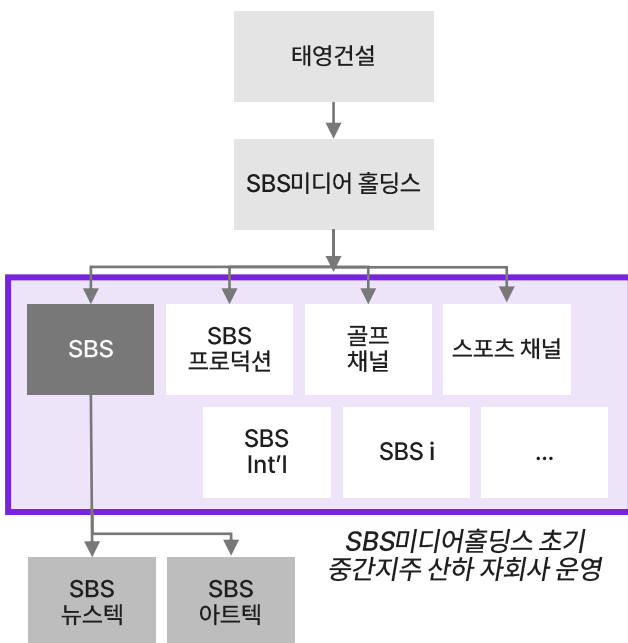 태영건설
SBS미디어 홀딩스
SBS
SBS
프로덕션
골프
채널
스포츠 채널
SBS
Int'l
SBS i
...
SBS미디어홀딩스 초기
중간지주 산하 자회사 운영
SBS
뉴스텍
SBS
아트텍